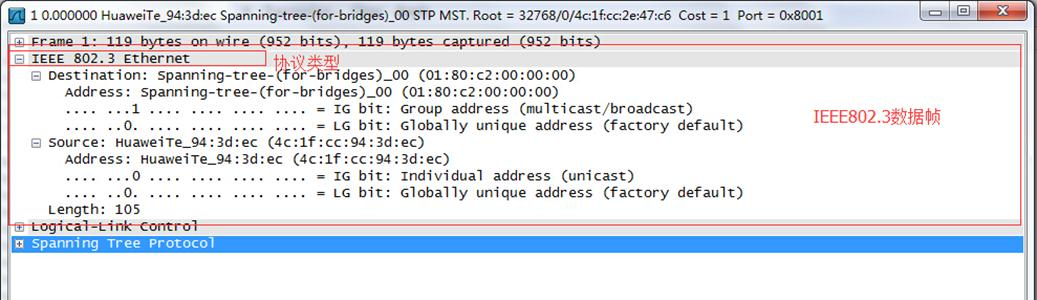 1 0.000000 HuaweiTe_94:3d:ec Spanning-tree-(for-bridges)_00 STP MST. Root = 32768/0/4c:1f:cc:2e:47:c6 Cost = 1 Port = 0x8001
Frame 1: 119 bytes on wire (952 bits), 119 bytes captured (952 bits)
IEEE 802.3 Ethernet 协议类型
Destination: Spanning-tree-(for-bridges)_00 (01:80:c2:00:00:00)
Address: Spanning-tree-(for-bridges)_00 (01:80:c2:00:00:00)
.... ...1 .... .... .... .... = IG bit: Group address (multicast/broadcast)
IEEE802.3数据帧
.... ..0. .... .... .... .... = LG bit: Globally unique address (factory default)
Source: HuaweiTe_94:3d:ec (4c:1f:cc:94:3d:ec)
Address: HuaweiTe_94:3d:ec (4c:1f:cc:94:3d:ec)
.... ...0 .... .... .... .... = IG bit: Individual address (unicast)
.... ..0. .... .... .... .... = LG bit: Globally unique address (factory default)
Length: 105
Logical-Link Control
Spanning Tree Protocol